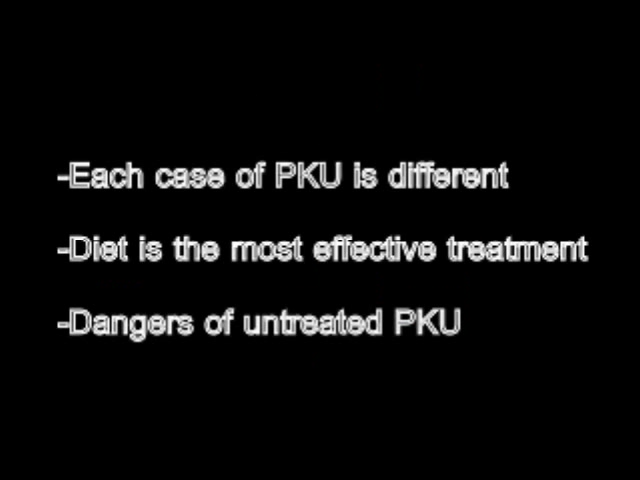 -Each case of PKU is different
-Diet is the most effective treatment
-Dangers of untreated PKU